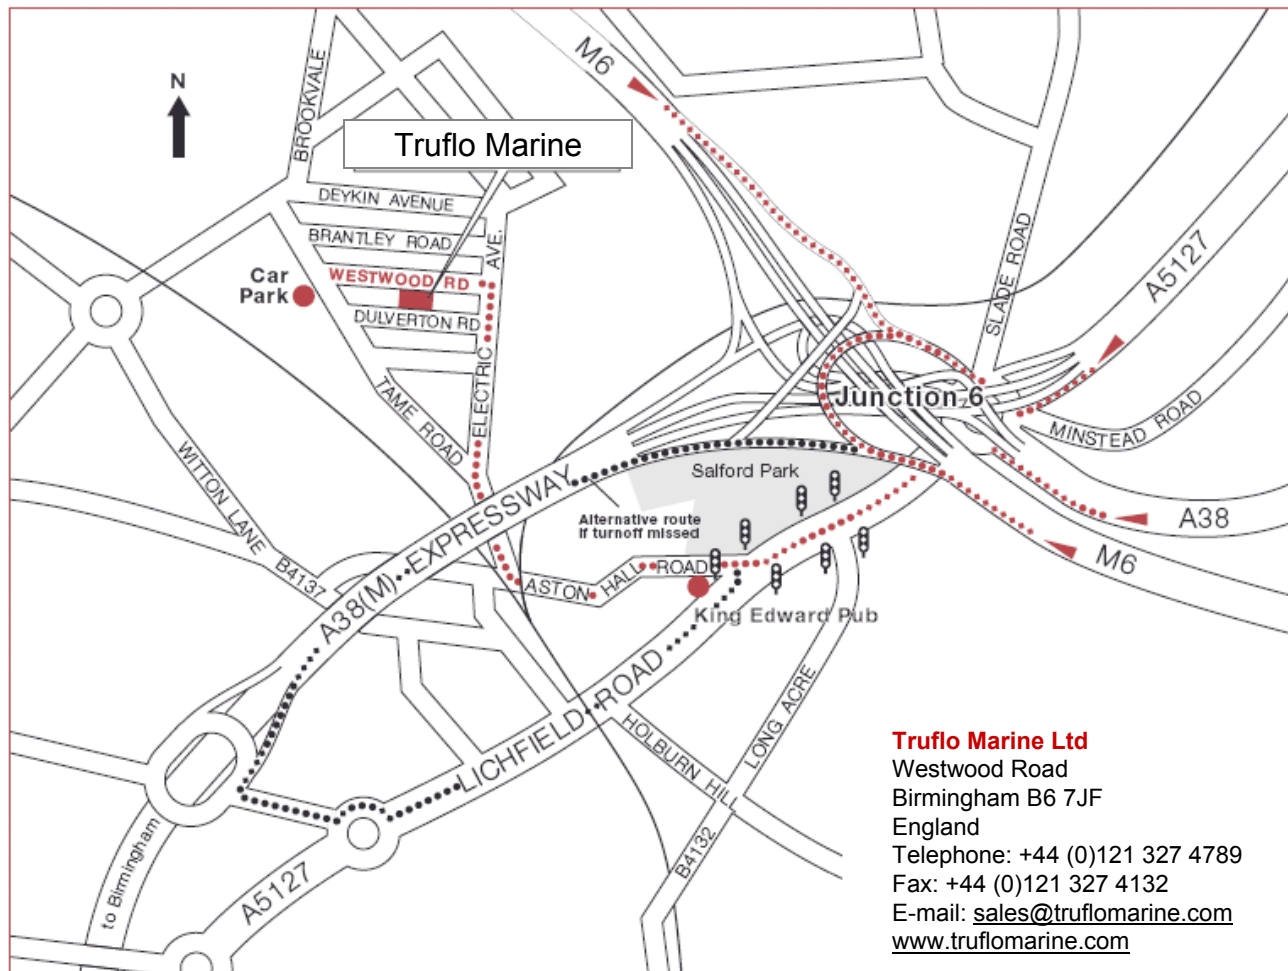 M6
N
BROOKVALE
Truflo Marine
DEYKIN AVENUE
BRANTLEY ROAD
WESTWOOD RD
DULVERTON RD
ELECTRIC AVE.
Car
Park
TAME ROAD
SLADE ROAD
A5127
Junction 6
MINSTEAD ROAD
A38
M6
WITTON LANE B4137
A38(M) EXPRESSWAY
Salford Park
Alternative route
if turnoff missed
ASTON HALL ROAD
King Edward Pub
LICHFIELD ROAD
HOLBURN HILL
LONG ACRE
B4132
to Birmingham
A5127
Truflo Marine Ltd
Westwood Road
Birmingham B6 7JF
England
Telephone: +44 (0)121 327 4789
Fax: +44 (0)121 327 4132
E-mail: sales@truflomarine.com
www.truflomarine.com